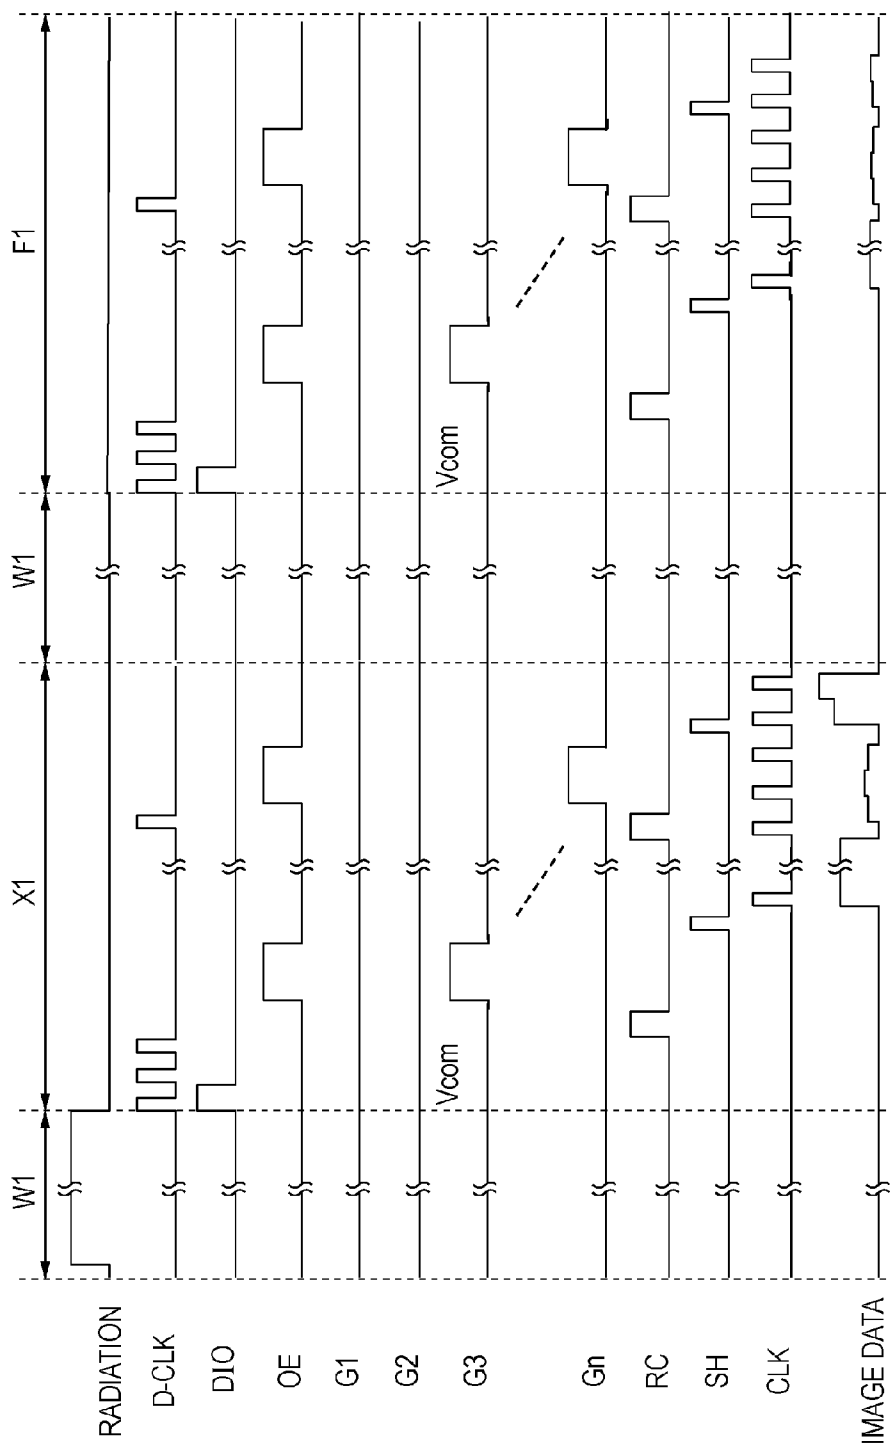 W1
X1
W1
F1
RADIATION
D-CLK
DIO
OE
G1
G2
G3
Vcom
Vcom
Gn
RC
SH
CLK
IMAGE DATA